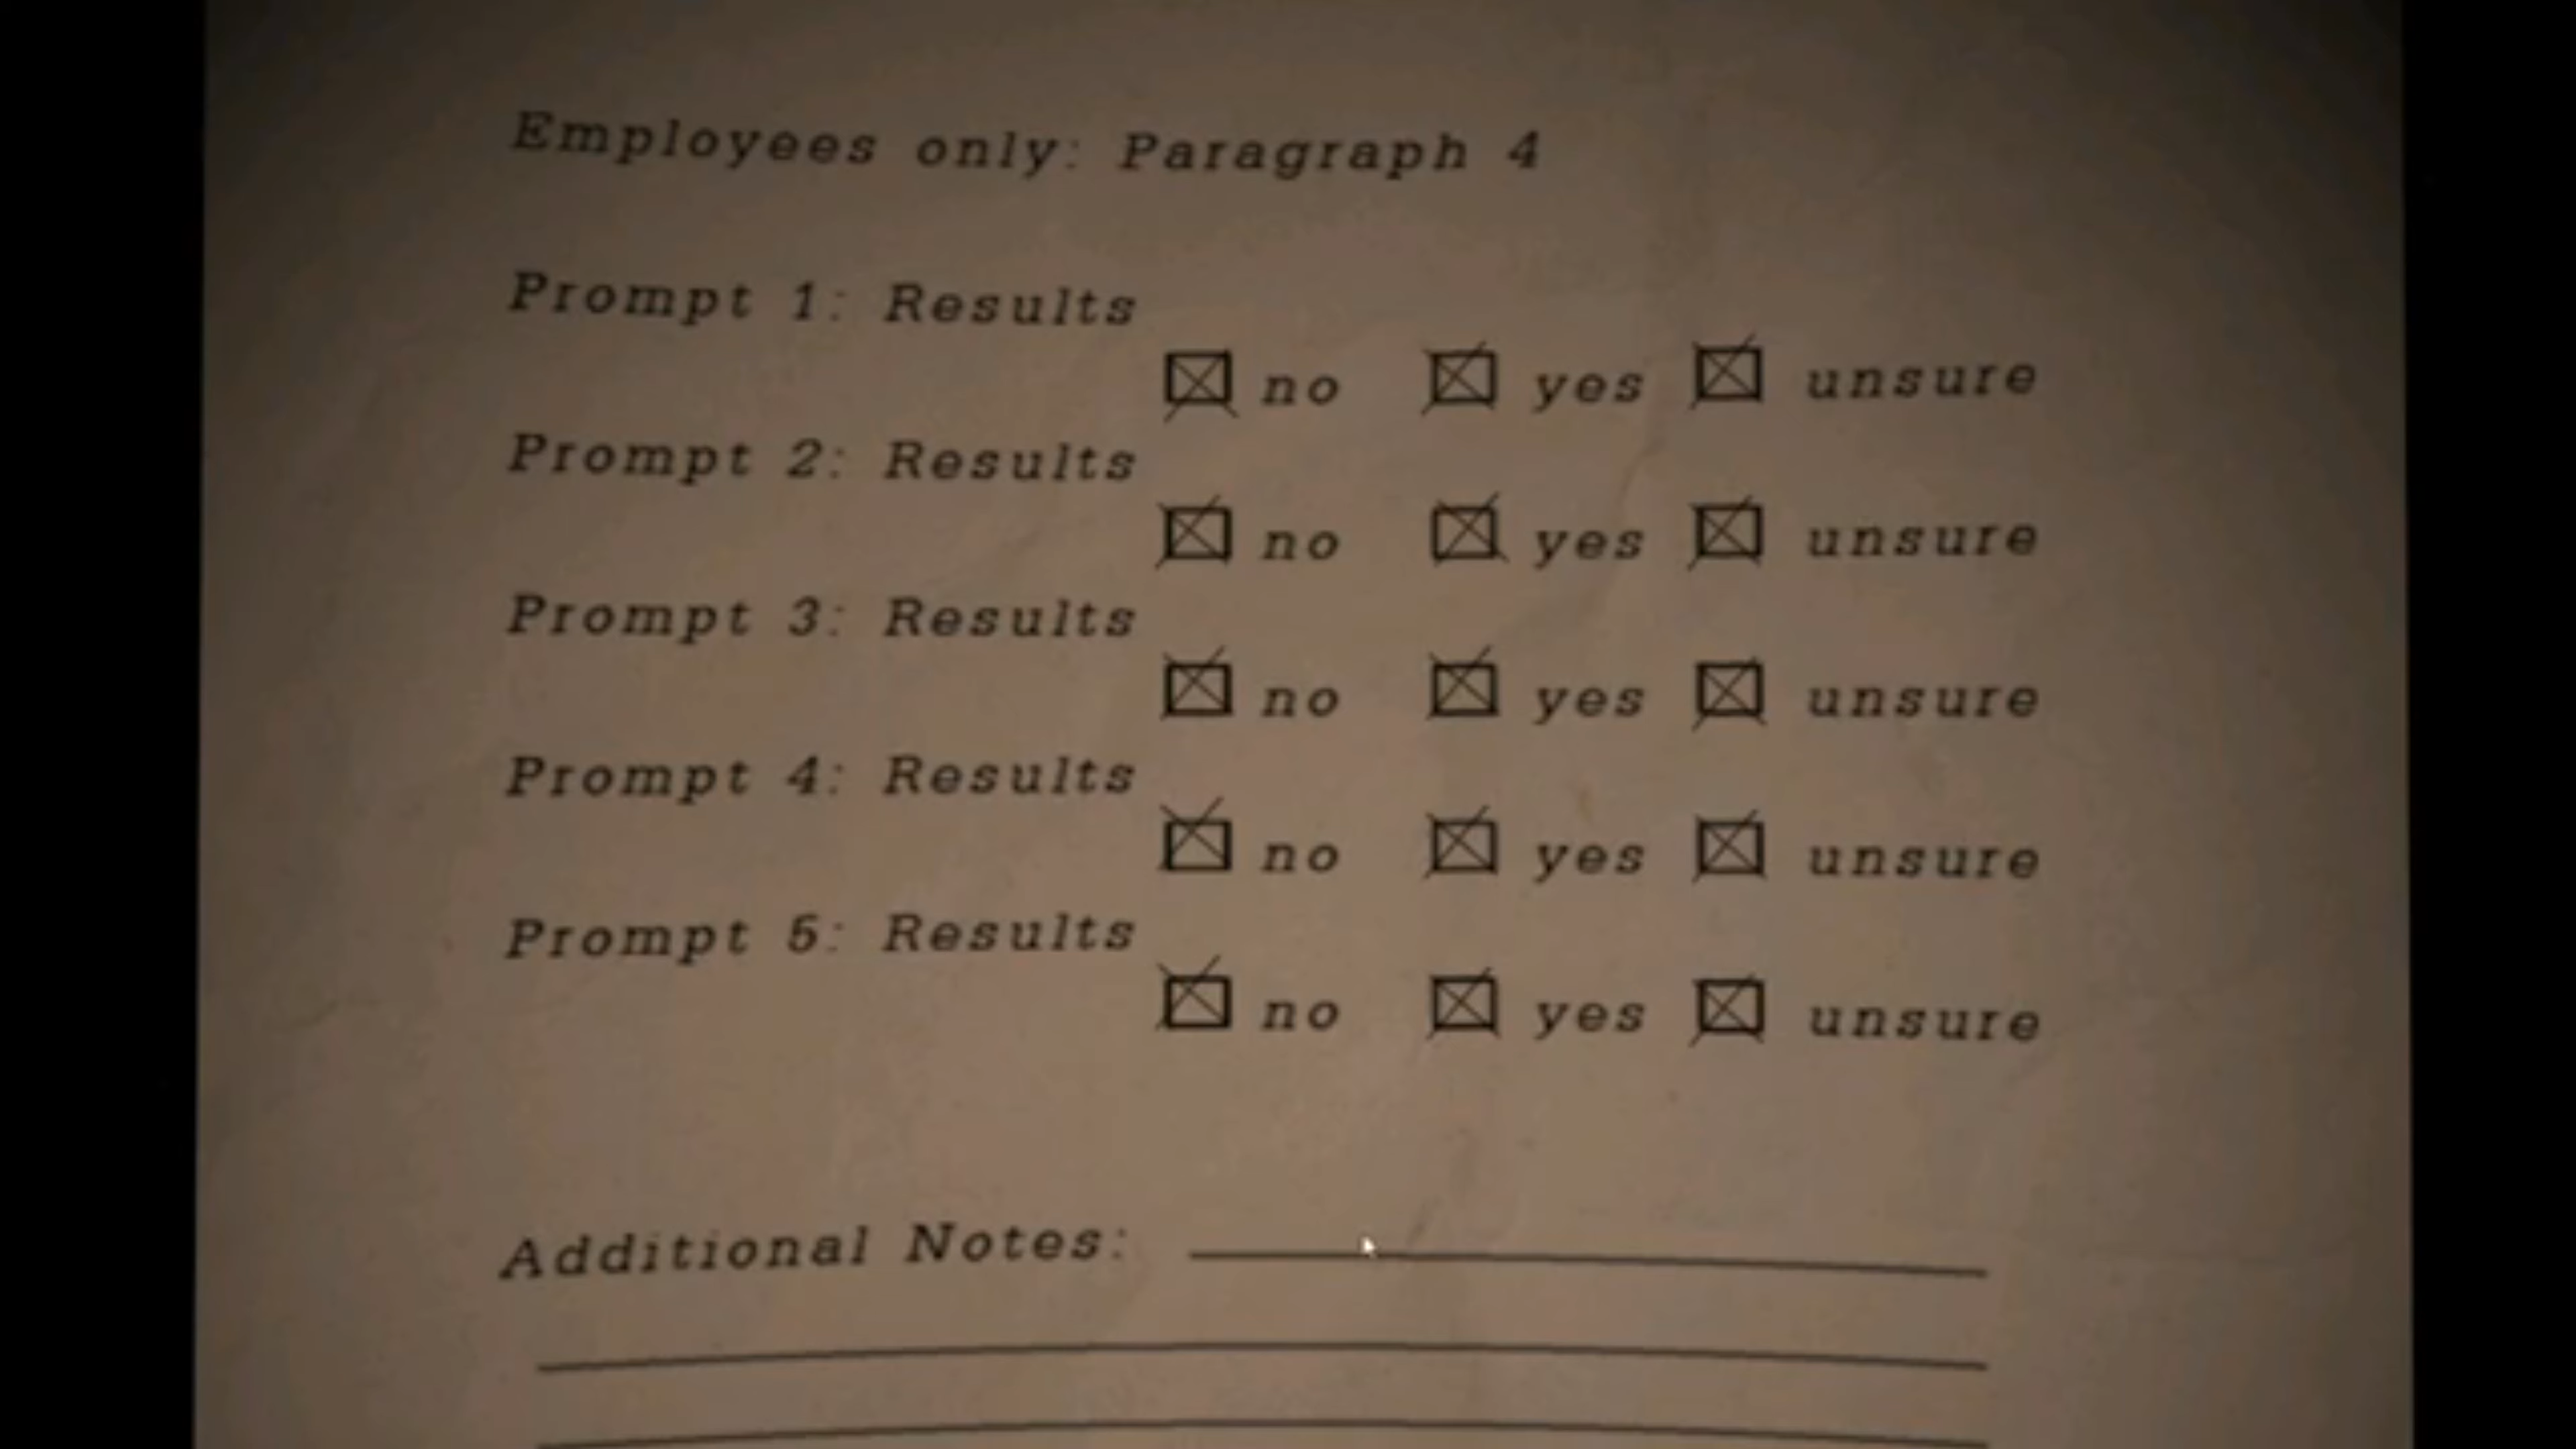 Employees only: Paragraph 4
Prompt 1: Results
no yes unsure
Prompt 2: Results
no yes unsure
Prompt 3: Results
no yes unsure
Prompt 4: Results
no yes unsure
Prompt 5: Results
no yes unsure
Additional Notes: